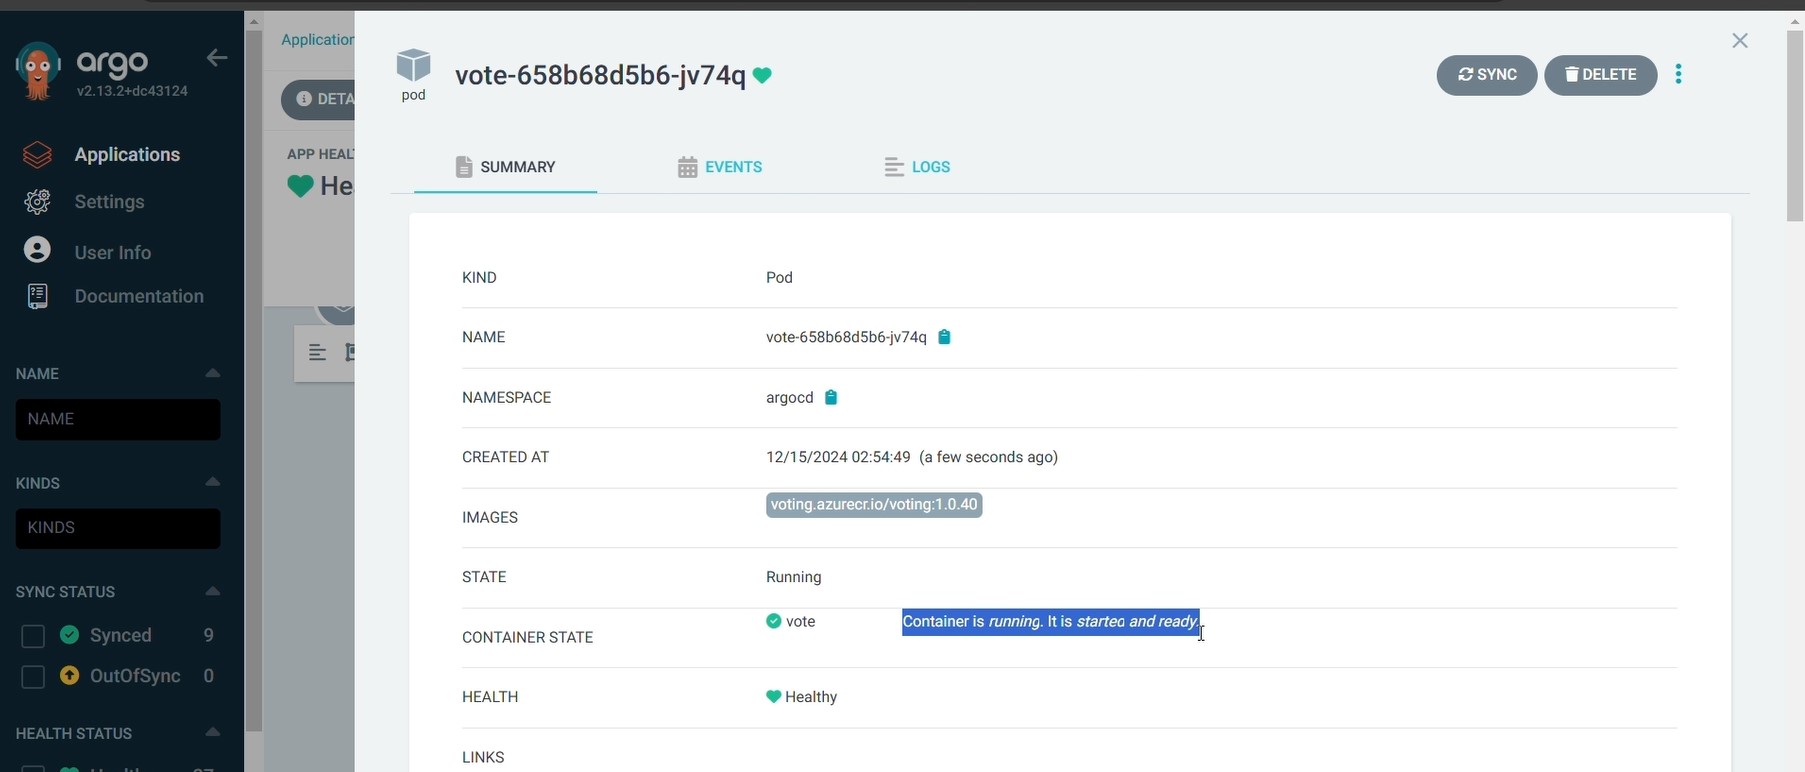 argo
v2.13.2+dc43124
Applications
Settings
User Info
Documentation
NAME
NAME
KINDS
KINDS
SYNC STATUS
Synced 9
OutOfSync 0
HEALTH STATUS
Application
DETA
APP HEAL
He
pod
vote-658b68d5b6-jv74q
SYNC
DELETE
SUMMARY
EVENTS
LOGS
KIND Pod
NAME vote-658b68d5b6-jv74q
NAMESPACE argocd
CREATED AT 12/15/2024 02:54:49 (a few seconds ago)
IMAGES voting.azurecr.io/voting:1.0.40
STATE Running
CONTAINER STATE vote Container is running. It is started and ready.
HEALTH Healthy
LINKS